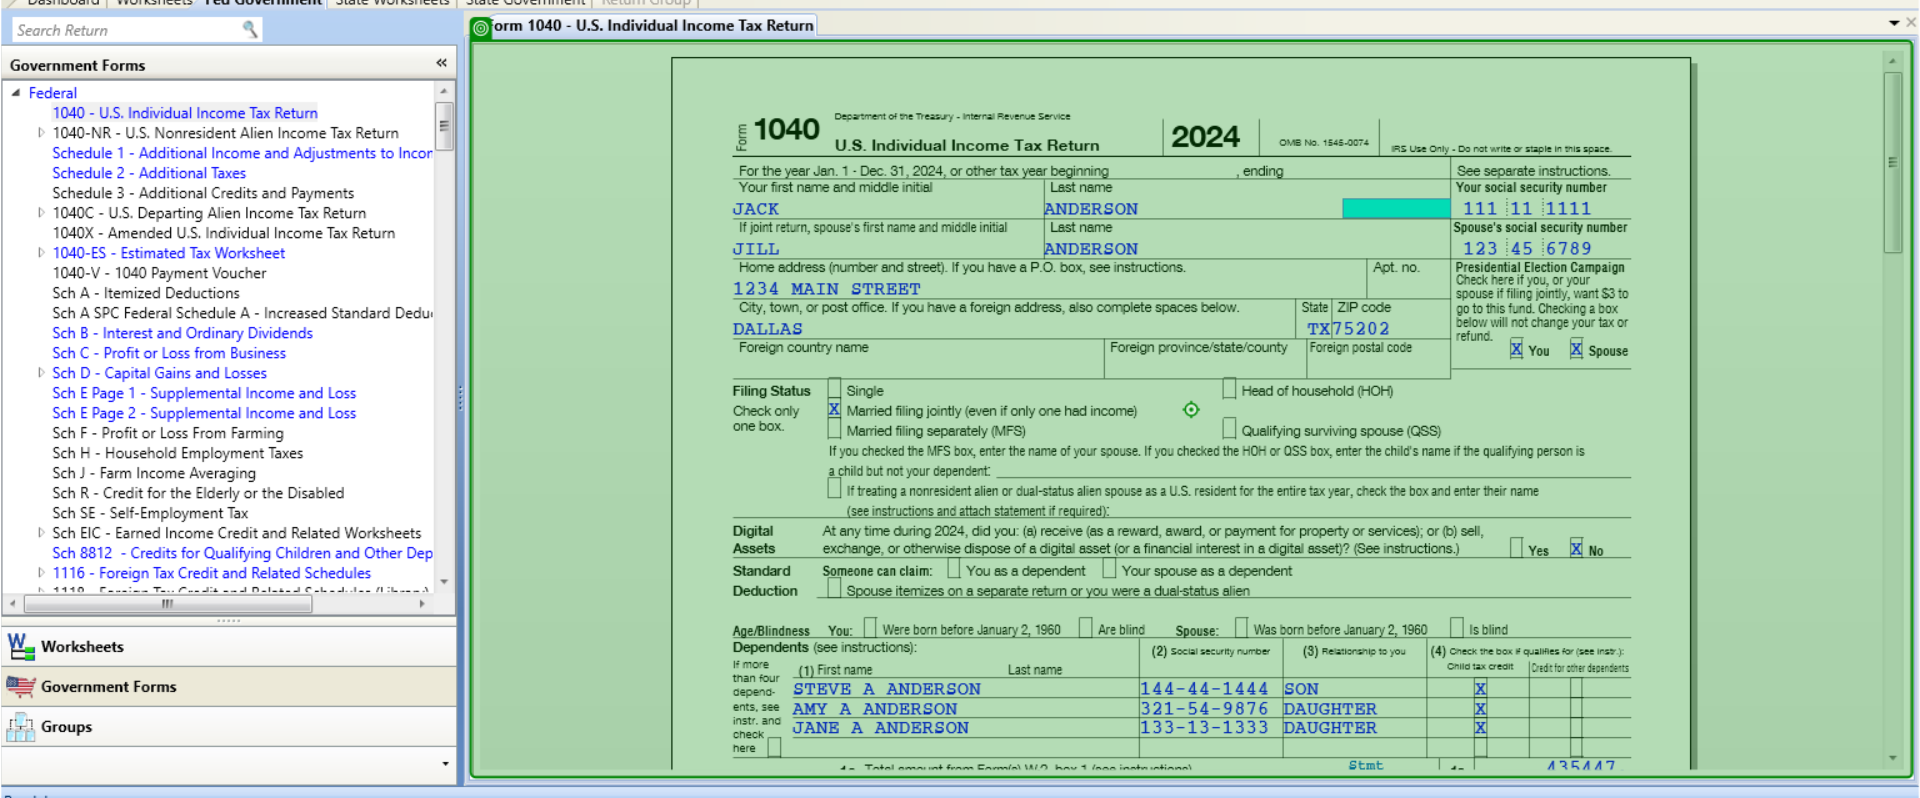 Dashboard | Worksheets Fed Government State Worksheets | State Government | Return Group
Search Return
Government Forms
Federal
1040 - U.S. Individual Income Tax Return
1040-NR - U.S. Nonresident Alien Income Tax Return
Schedule 1 - Additional Income and Adjustments to Incor
Schedule 2 - Additional Taxes
Schedule 3 - Additional Credits and Payments
1040C - U.S. Departing Alien Income Tax Return
1040X - Amended U.S. Individual Income Tax Return
1040-ES - Estimated Tax Worksheet
1040-V - 1040 Payment Voucher
Sch A - Itemized Deductions
Sch A SPC Federal Schedule A - Increased Standard Dedu
Sch B - Interest and Ordinary Dividends
Sch C - Profit or Loss from Business
Sch D - Capital Gains and Losses
Sch E Page 1 - Supplemental Income and Loss
Sch E Page 2 - Supplemental Income and Loss
Sch F - Profit or Loss From Farming
Sch H - Household Employment Taxes
Sch J - Farm Income Averaging
Sch R - Credit for the Elderly or the Disabled
Sch SE - Self-Employment Tax
Sch EIC - Earned Income Credit and Related Worksheets
Sch 8812 - Credits for Qualifying Children and Other Dep
1116 - Foreign Tax Credit and Related Schedules
1118 - Foreign Tax Credit and Related Schedules (Library)
Worksheets
Government Forms
Groups
orm 1040 - U.S. Individual Income Tax Return
Form 1040 Department of the Treasury - Internal Revenue Service
U.S. Individual Income Tax Return 2024 OMB No. 1545-0074 IRS Use Only - Do not write or staple in this space.
For the year Jan. 1 - Dec. 31, 2024, or other tax year beginning , ending See separate instructions.
Your first name and middle initial Last name Your social security number
JACK ANDERSON 111 11 1111
If joint return, spouse's first name and middle initial Last name Spouse's social security number
JILL ANDERSON 123 45 6789
Home address (number and street). If you have a P.O. box, see instructions. Apt. no.
1234 MAIN STREET
City, town, or post office. If you have a foreign address, also complete spaces below. State ZIP code
DALLAS TX 75202
Foreign country name Foreign province/state/county Foreign postal code
Presidential Election Campaign
Check here if you, or your
spouse if filing jointly, want $3 to
go to this fund. Checking a box
below will not change your tax or
refund.
X You X Spouse
Filing Status Single Head of household (HOH)
Check only X Married filing jointly (even if only one had income)
one box. Married filing separately (MFS) Qualifying surviving spouse (QSS)
If you checked the MFS box, enter the name of your spouse. If you checked the HOH or QSS box, enter the child's name if the qualifying person is
a child but not your dependent:
If treating a nonresident alien or dual-status alien spouse as a U.S. resident for the entire tax year, check the box and enter their name
(see instructions and attach statement if required):
Digital At any time during 2024, did you: (a) receive (as a reward, award, or payment for property or services); or (b) sell,
Assets exchange, or otherwise dispose of a digital asset (or a financial interest in a digital asset)? (See instructions.) Yes X No
Standard Someone can claim: You as a dependent Your spouse as a dependent
Deduction Spouse itemizes on a separate return or you were a dual-status alien
Age/Blindness You: Were born before January 2, 1960 Are blind Spouse: Was born before January 2, 1960 Is blind
Dependents (see instructions): (2) Social security number (3) Relationship to you (4) Check the box if qualifies for (see instr.):
(1) First name Last name Child tax credit Credit for other dependents
If more
than four
depend-
ents, see
instr. and
check
here
STEVE A ANDERSON 144-44-1444 SON X
AMY A ANDERSON 321-54-9876 DAUGHTER X
JANE A ANDERSON 133-13-1333 DAUGHTER X
1a Total amount from Form(s) W-2, box 1 (see instructions) Stmt 1a 435447.